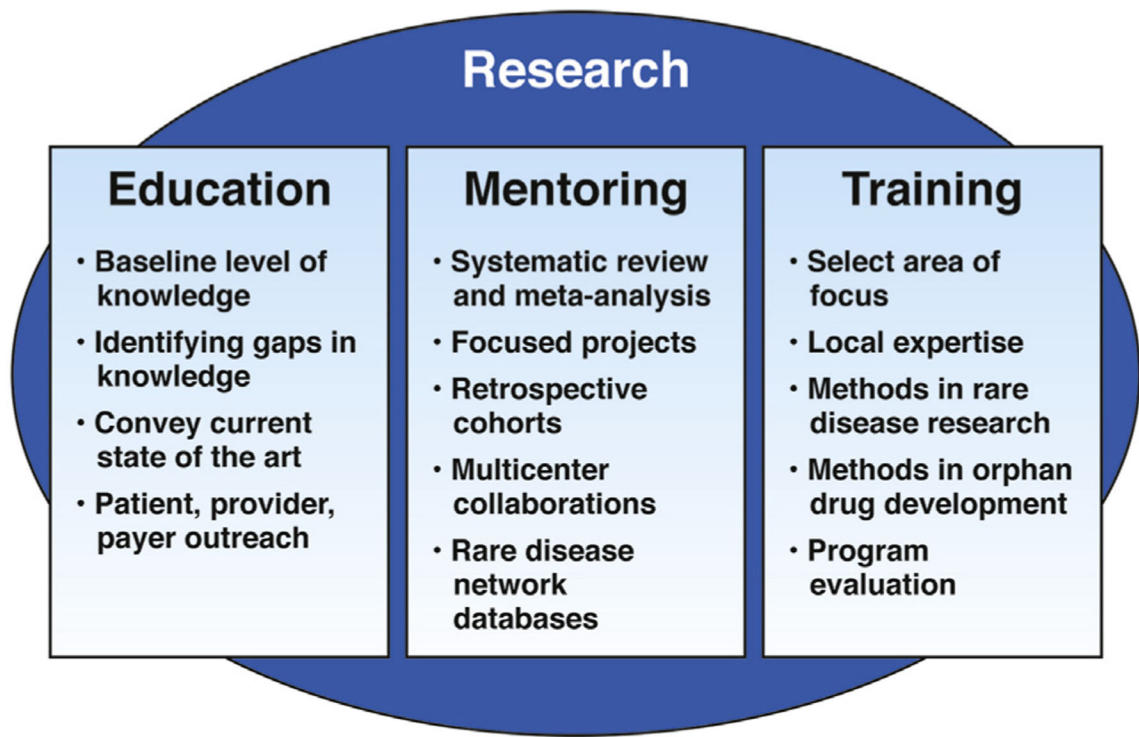 Research
Education
• Baseline level of
knowledge
• Identifying gaps in
knowledge
• Convey current
state of the art
• Patient, provider,
payer outreach
Mentoring
• Systematic review
and meta-analysis
• Focused projects
• Retrospective
cohorts
• Multicenter
collaborations
• Rare disease
network
databases
Training
• Select area of
focus
• Local expertise
• Methods in rare
disease research
• Methods in orphan
drug development
• Program
evaluation